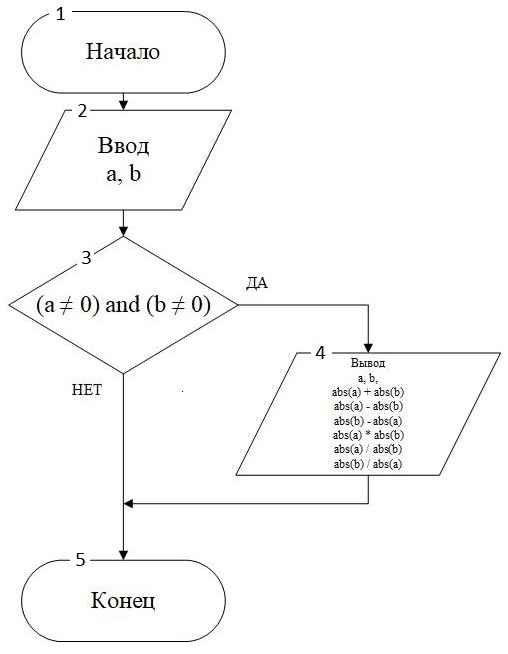 1
Начало
2
Ввод
a, b
3
(a ≠ 0) and (b ≠ 0)
ДА
НЕТ
4
Вывод
a, b,
abs(a) + abs(b)
abs(a) - abs(b)
abs(b) - abs(a)
abs(a) * abs(b)
abs(a) / abs(b)
abs(b) / abs(a)
5
Конец